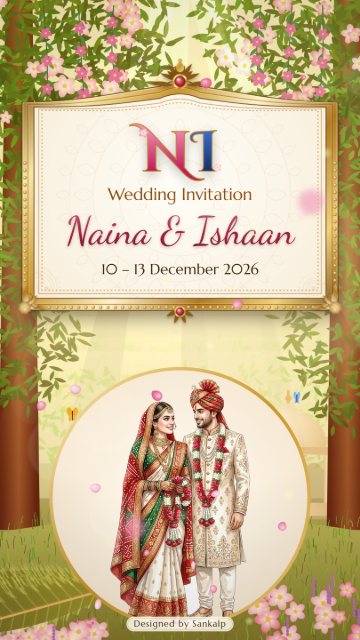 NI
Wedding Invitation
Naina & Ishaan
10 – 13 December 2026
Designed by Sankalp